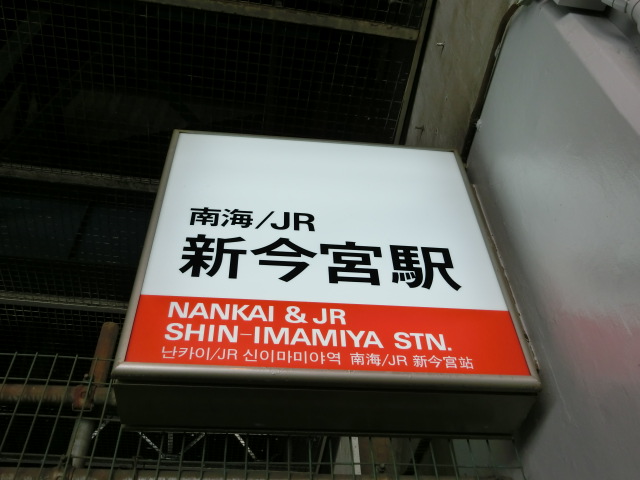 南海/JR
新今宮駅
NANKAI & JR
SHIN-IMAMIYA STN.
난카이/JR 신이마미야역 南海/JR 新今宮站